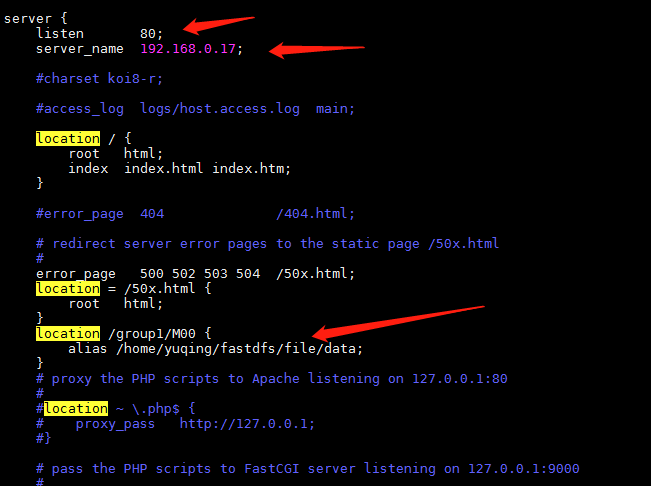 server {
    listen       80;
    server_name  192.168.0.17;
    #charset koi8-r;
    #access_log  logs/host.access.log  main;
    location / {
        root   html;
        index  index.html index.htm;
    }
    #error_page  404              /404.html;
    # redirect server error pages to the static page /50x.html
    #
    error_page   500 502 503 504  /50x.html;
    location = /50x.html {
        root   html;
    }
    location /group1/M00 {
        alias /home/yuqing/fastdfs/file/data;
    }
    # proxy the PHP scripts to Apache listening on 127.0.0.1:80
    #
    #location ~ \.php$ {
    #    proxy_pass   http://127.0.0.1;
    #}
    # pass the PHP scripts to FastCGI server listening on 127.0.0.1:9000
    #